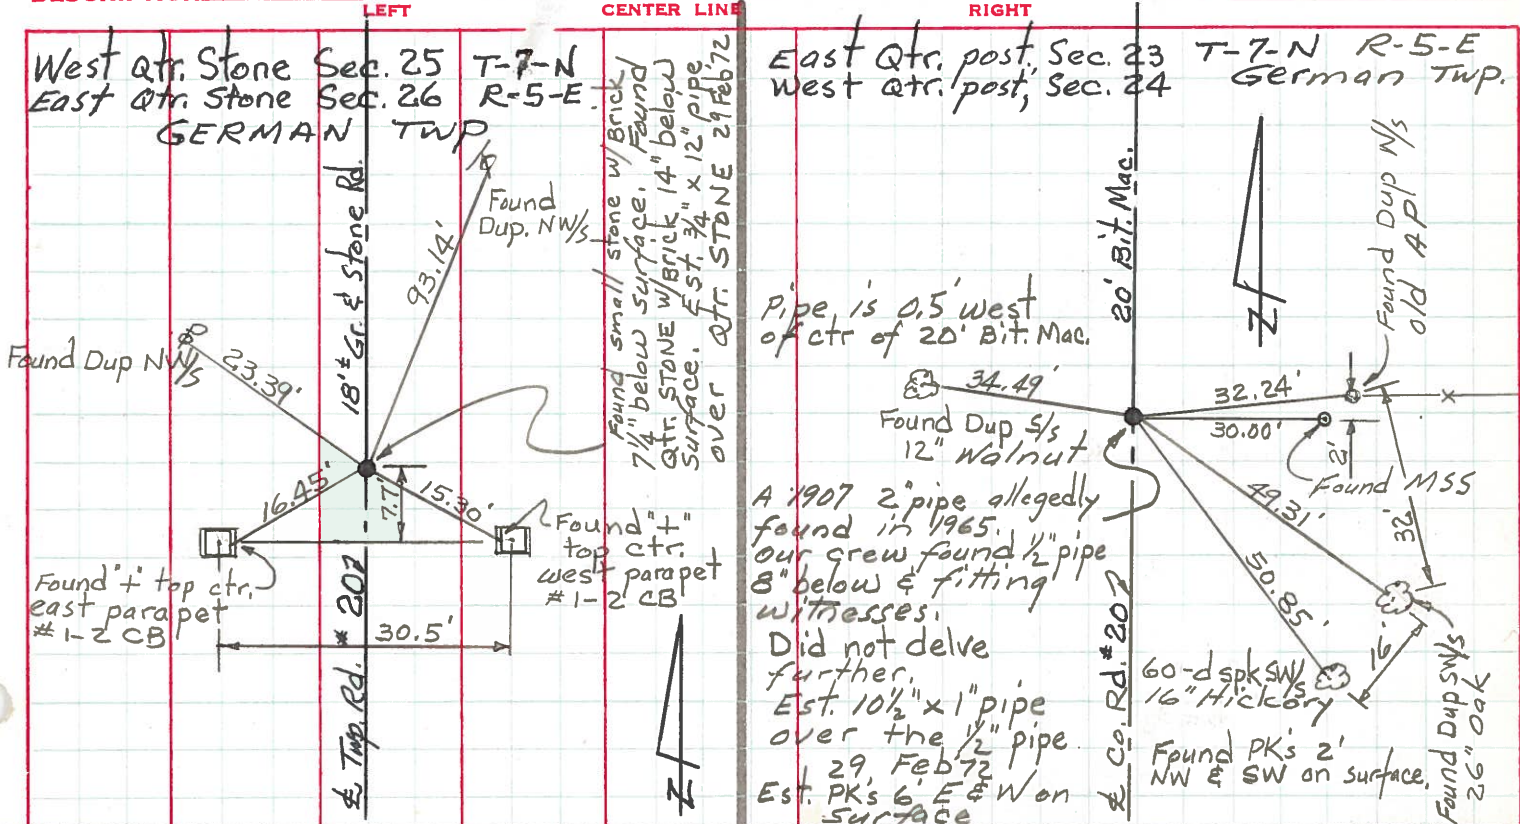 LEFT
CENTER LINE
RIGHT
West Qtr. Stone Sec. 25 T-7-N
East Qtr. Stone Sec. 26 R-5-E.
GERMAN TWP
18'± Gr. & Stone Rd.
93.14'
Found
Dup. NW/s
Found Dup NW/s
23.39'
16.45'
15.30'
7.7'
Found "+" top ctr.
east parapet
#1-2 CB
Found "+"
top ctr.
west parapet
#1-2 CB
30.5'
℄ Twp. Rd. # 207
Found small stone w/ Brick
7 1/4" below surface. Found
Qtr. STONE w/ Brick 14" below
Surface. Est. 3/4" x 12" pipe
over Qtr. STONE 29 Feb '72
N
East Qtr. post, Sec. 23 T-7-N R-5-E
West Qtr. post, Sec. 24 German Twp.
20' Bit. Mac.
N
Found Dup N/s
old API
Pipe is 0.5' west
of ctr of 20' Bit. Mac.
34.49'
32.24'
x
Found Dup S/s
12" Walnut
30.00'
2'
Found MSS
49.31'
32'
A 1907 2" pipe allegedly
found in 1965.
our crew found 1/2" pipe
8" below & fitting
witnesses.
Did not delve
further.
Est. 10 1/2" x 1" pipe
over the 1/2" pipe
29, Feb '72
Est. PK's 6' E & W on
surface
50.85'
16'
60-d spk SW/s
16" Hickory
Found Dup SW/s
26" Oak
Found PK's 2'
NW & SW on surface.
℄ Co. Rd. # 207